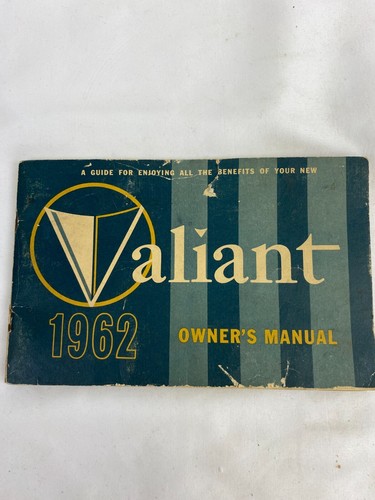 A GUIDE FOR ENJOYING ALL THE BENEFITS OF YOUR NEW
Valiant
1962
OWNER'S MANUAL